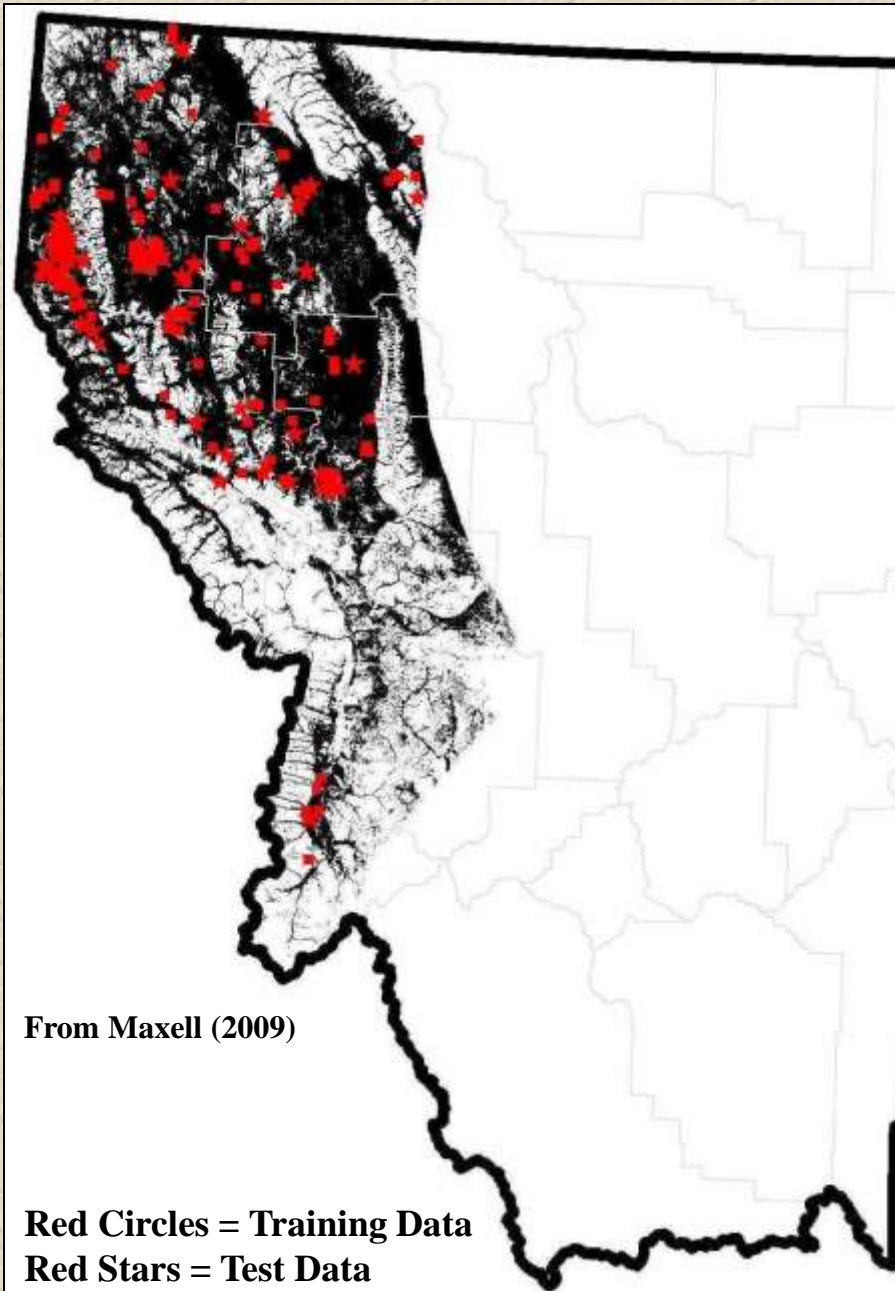 From Maxell (2009)
Red Circles = Training Data
Red Stars = Test Data